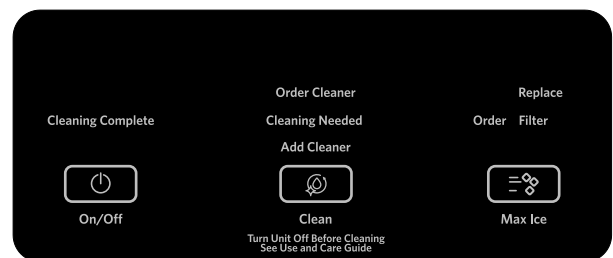 Order Cleaner
Replace
Cleaning Complete
Cleaning Needed
Order Filter
Add Cleaner
On/Off
Clean
Max Ice
Turn Unit Off Before Cleaning
See Use and Care Guide